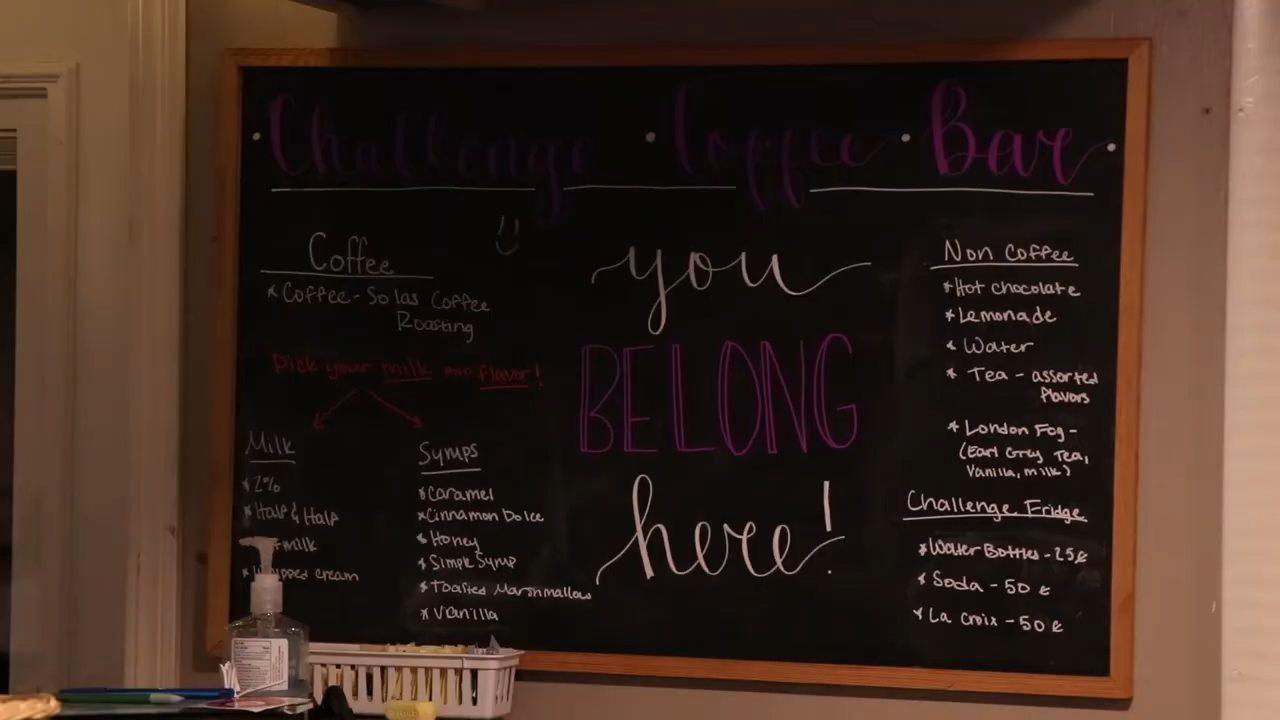 Challenge Coffee Bar
Coffee
* Coffee - Solas Coffee
Roasting
Pick your milk and flavor!
Milk
* 2%
* Half & Half
milk
* Whipped cream
Syrups
* Caramel
* Cinnamon Dolce
* Honey
* Simple Syrup
* Toasted Marshmallow
* Vanilla
you
BELONG
here!
Non Coffee
* Hot chocolate
* Lemonade
* Water
* Tea - assorted
flavors
* London Fog -
(Earl Grey Tea,
Vanilla, milk)
Challenge Fridge
* Water Bottles - 25¢
* Soda - 50¢
* La croix - 50¢